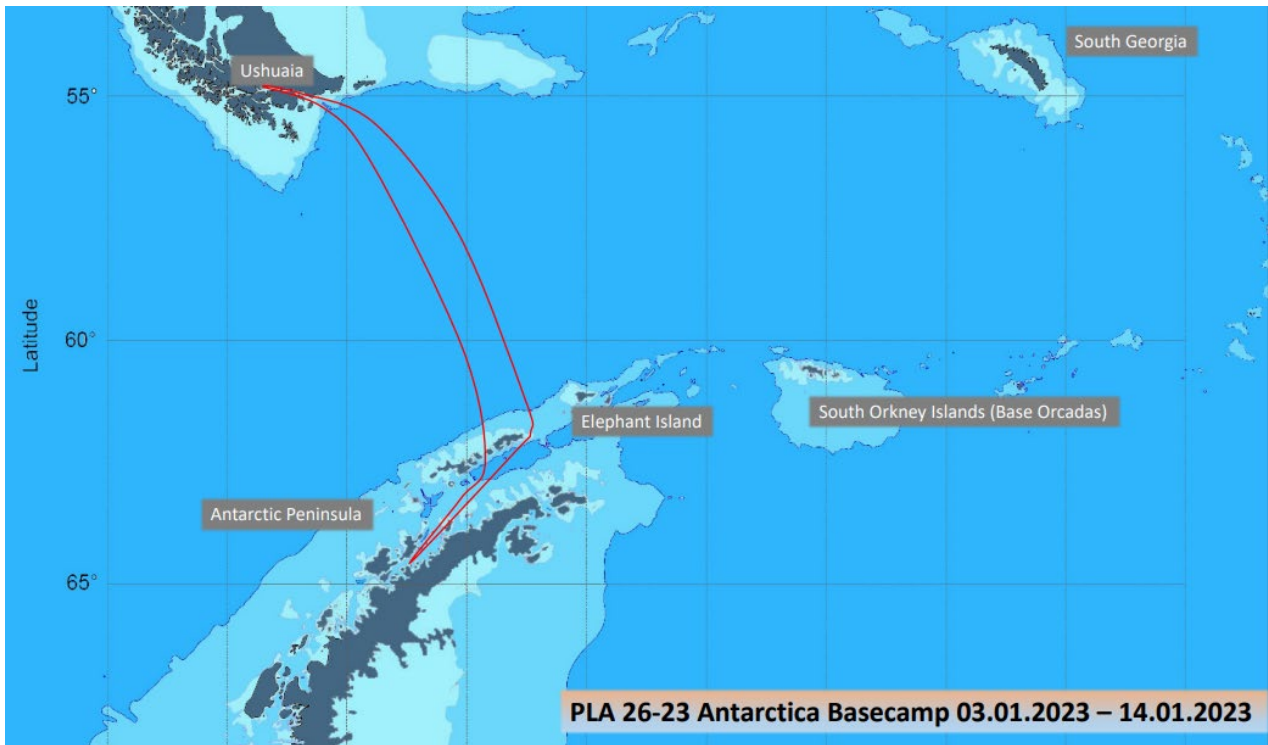 South Georgia
Ushuaia
55°
Latitude
60°
Elephant Island
South Orkney Islands (Base Orcadas)
Antarctic Peninsula
65°
PLA 26-23 Antarctica Basecamp 03.01.2023 – 14.01.2023